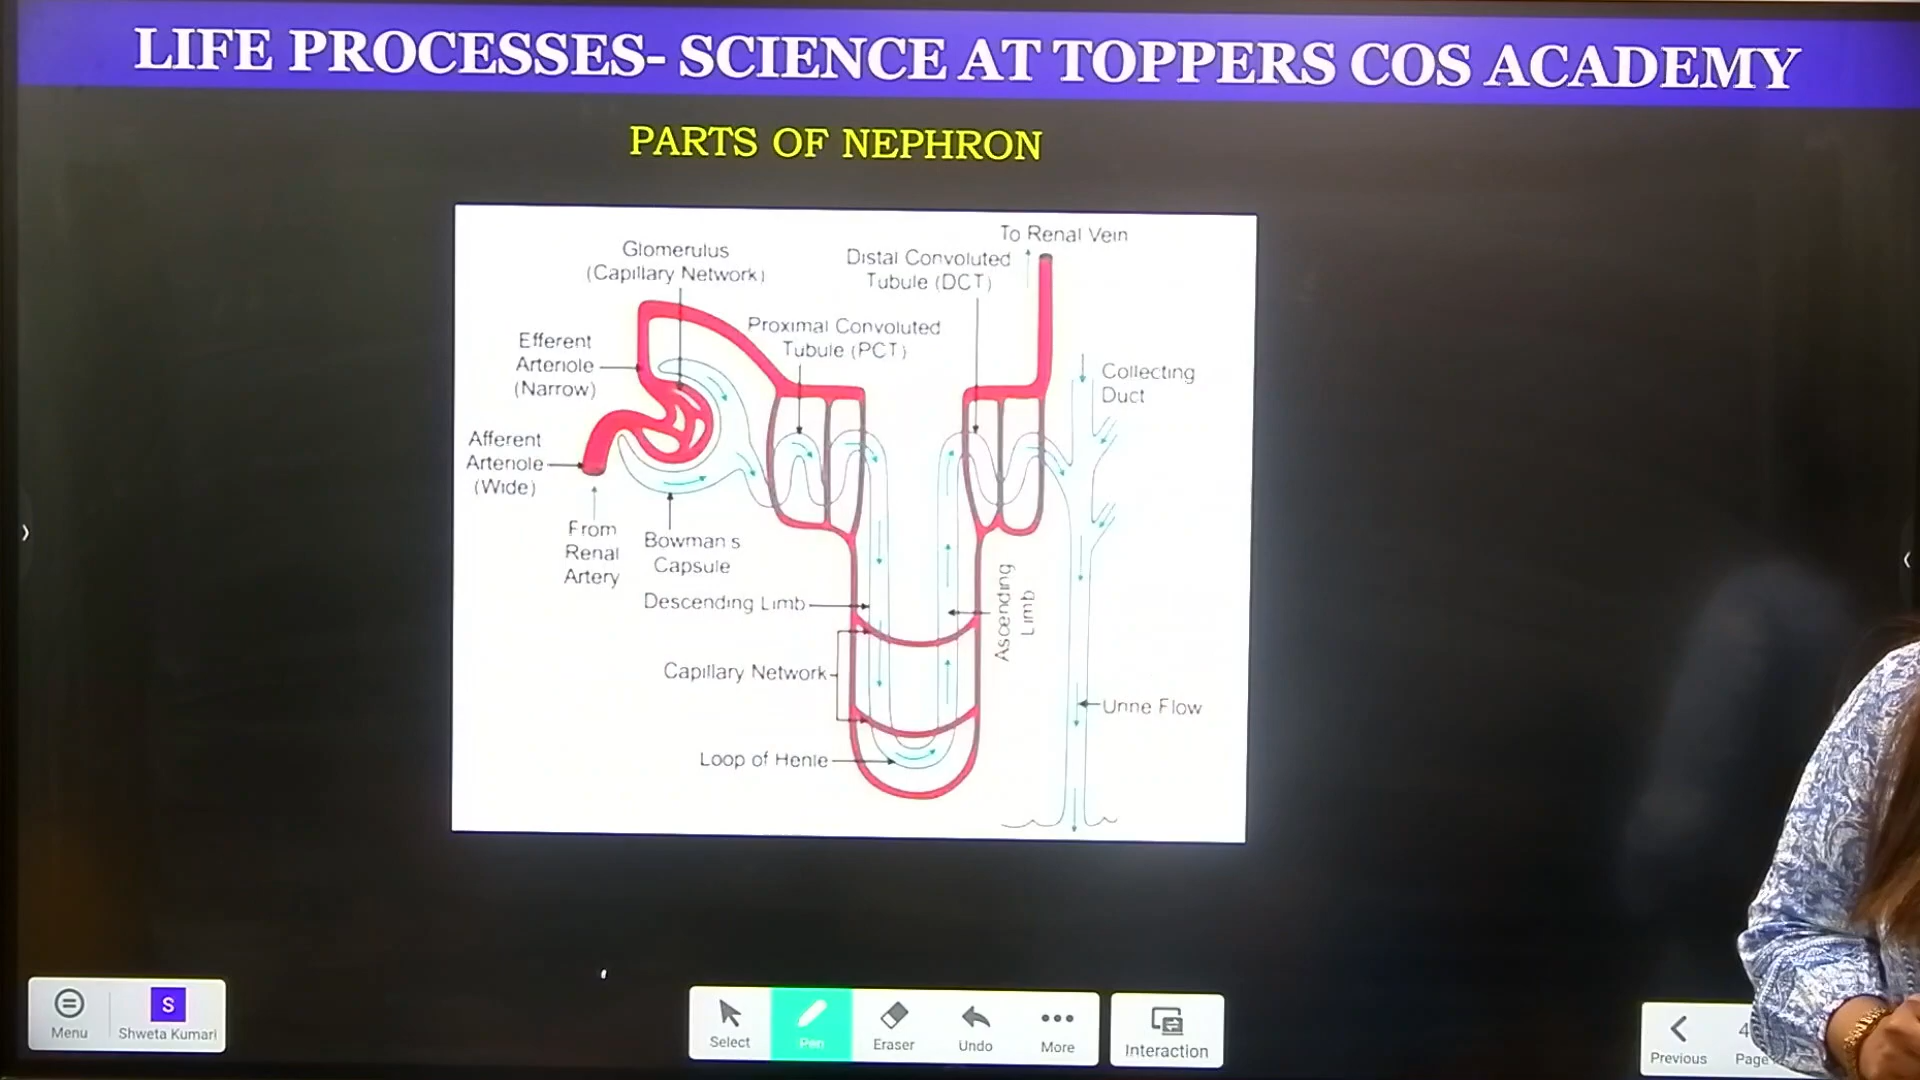 LIFE PROCESSES- SCIENCE AT TOPPERS COS ACADEMY
PARTS OF NEPHRON
To Renal Vein
Glomerulus
(Capillary Network)
Distal Convoluted
Tubule (DCT)
Proximal Convoluted
Tubule (PCT)
Efferent
Arteriole
(Narrow)
Collecting
Duct
Afferent
Arteriole
(Wide)
From
Renal
Artery
Bowman s
Capsule
Descending Limb
Ascending
Limb
Capillary Network
Urine Flow
Loop of Henle
Menu
S
Shweta Kumari
Select
Pen
Eraser
Undo
More
Interaction
Previous
Page